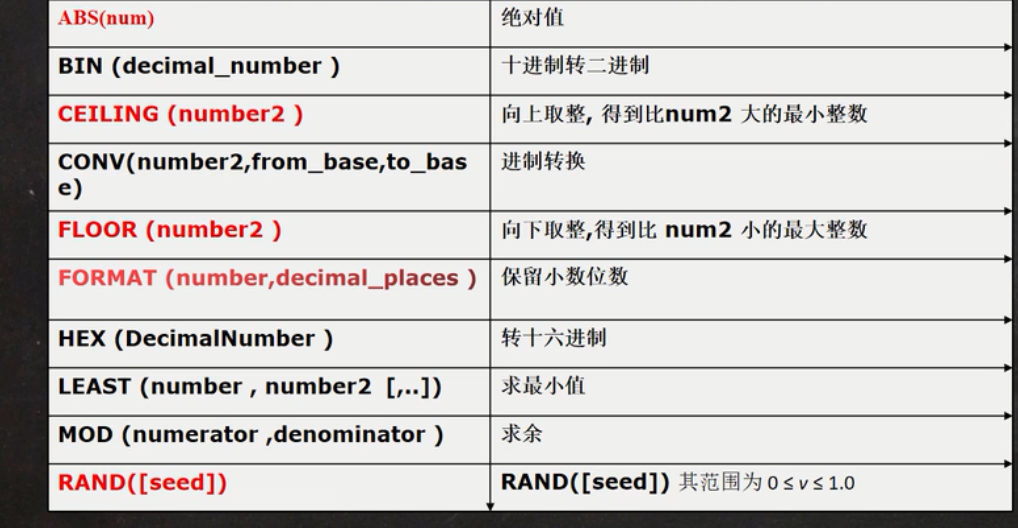 ABS(num) 绝对值
BIN (decimal_number ) 十进制转二进制
CEILING (number2 ) 向上取整, 得到比num2 大的最小整数
CONV(number2,from_base,to_bas 进制转换
e)
FLOOR (number2 ) 向下取整,得到比 num2 小的最大整数
FORMAT (number,decimal_places ) 保留小数位数
HEX (DecimalNumber ) 转十六进制
LEAST (number , number2 [,..]) 求最小值
MOD (numerator ,denominator ) 求余
RAND([seed]) RAND([seed]) 其范围为 0 ≤ v ≤ 1.0